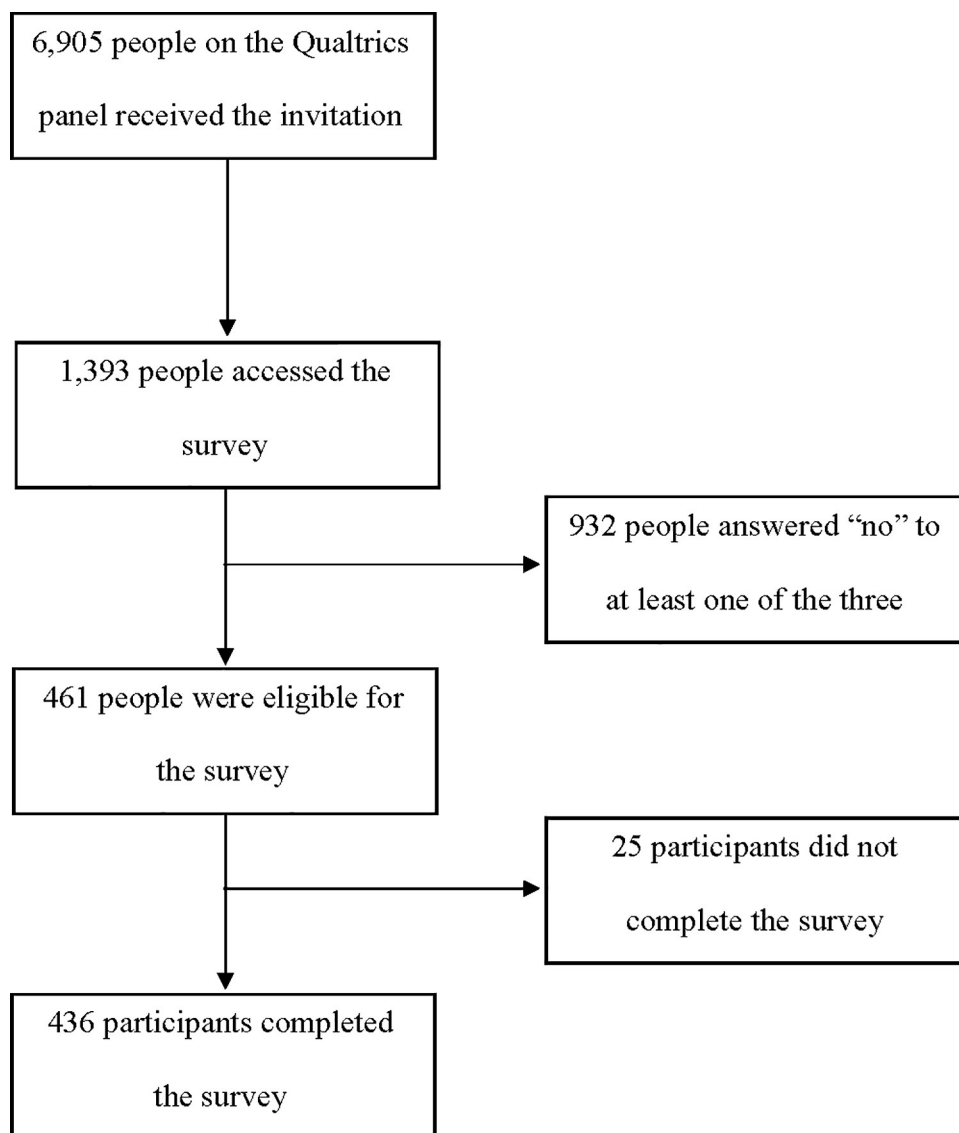 6,905 people on the Qualtrics
panel received the invitation
1,393 people accessed the
survey
932 people answered “no” to
at least one of the three
461 people were eligible for
the survey
25 participants did not
complete the survey
436 participants completed
the survey